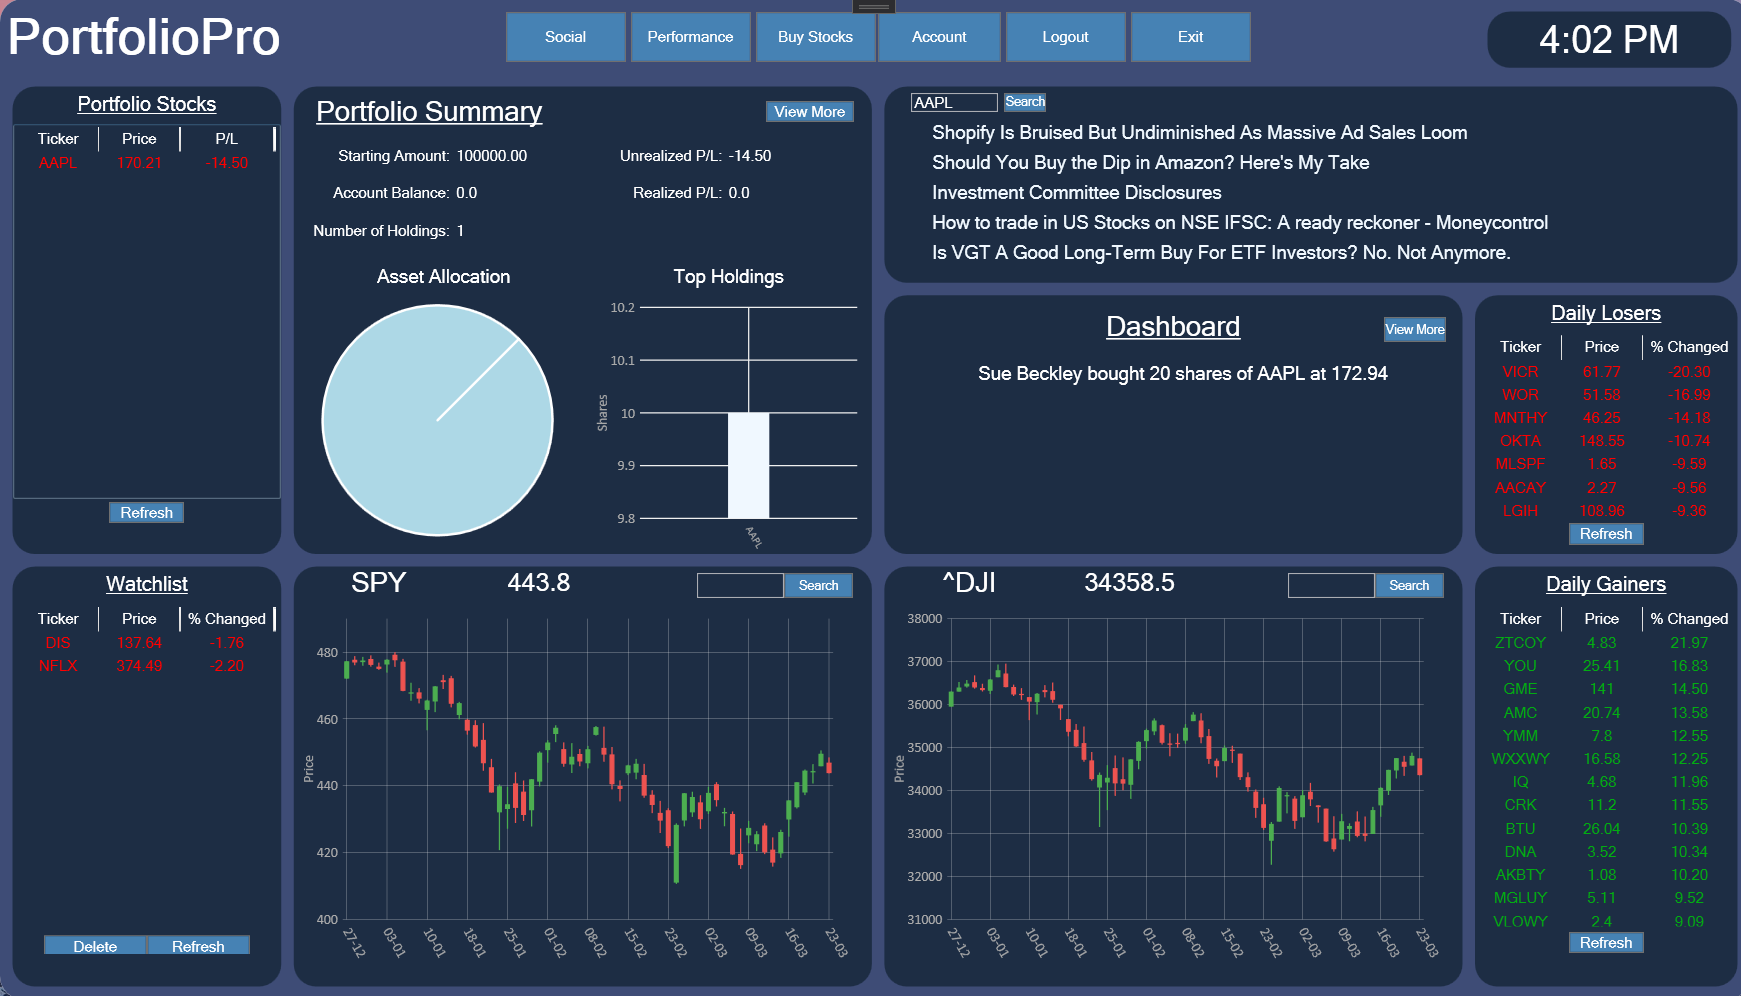 PortfolioPro
Social Performance Buy Stocks Account Logout Exit
4:02 PM
Portfolio Stocks
Ticker Price P/L
AAPL 170.21 -14.50
Refresh
Portfolio Summary
View More
Starting Amount: 100000.00
Unrealized P/L: -14.50
Account Balance: 0.0
Realized P/L: 0.0
Number of Holdings: 1
Asset Allocation
Top Holdings
10.2
10.1
10
9.9
9.8
Shares
AAPL
AAPL Search
Shopify Is Bruised But Undiminished As Massive Ad Sales Loom
Should You Buy the Dip in Amazon? Here's My Take
Investment Committee Disclosures
How to trade in US Stocks on NSE IFSC: A ready reckoner - Moneycontrol
Is VGT A Good Long-Term Buy For ETF Investors? No. Not Anymore.
Dashboard
View More
Sue Beckley bought 20 shares of AAPL at 172.94
Daily Losers
Ticker Price % Changed
VICR 61.77 -20.30
WOR 51.58 -16.99
MNTHY 46.25 -14.18
OKTA 148.55 -10.74
MLSPF 1.65 -9.59
AACAY 2.27 -9.56
LGIH 108.96 -9.36
Refresh
Watchlist
Ticker Price % Changed
DIS 137.64 -1.76
NFLX 374.49 -2.20
Delete Refresh
SPY 443.8
Search
480
460
440
420
400
Price
27-12 03-01 10-01 18-01 25-01 01-02 08-02 15-02 23-02 02-03 09-03 16-03 23-03
^DJI 34358.5
Search
38000
37000
36000
35000
34000
33000
32000
31000
Price
27-12 03-01 10-01 18-01 25-01 01-02 08-02 15-02 23-02 02-03 09-03 16-03 23-03
Daily Gainers
Ticker Price % Changed
ZTCOY 4.83 21.97
YOU 25.41 16.83
GME 141 14.50
AMC 20.74 13.58
YMM 7.8 12.55
WXXWY 16.58 12.25
IQ 4.68 11.96
CRK 11.2 11.55
BTU 26.04 10.39
DNA 3.52 10.34
AKBTY 1.08 10.20
MGLUY 5.11 9.52
VLOWY 2.4 9.09
Refresh